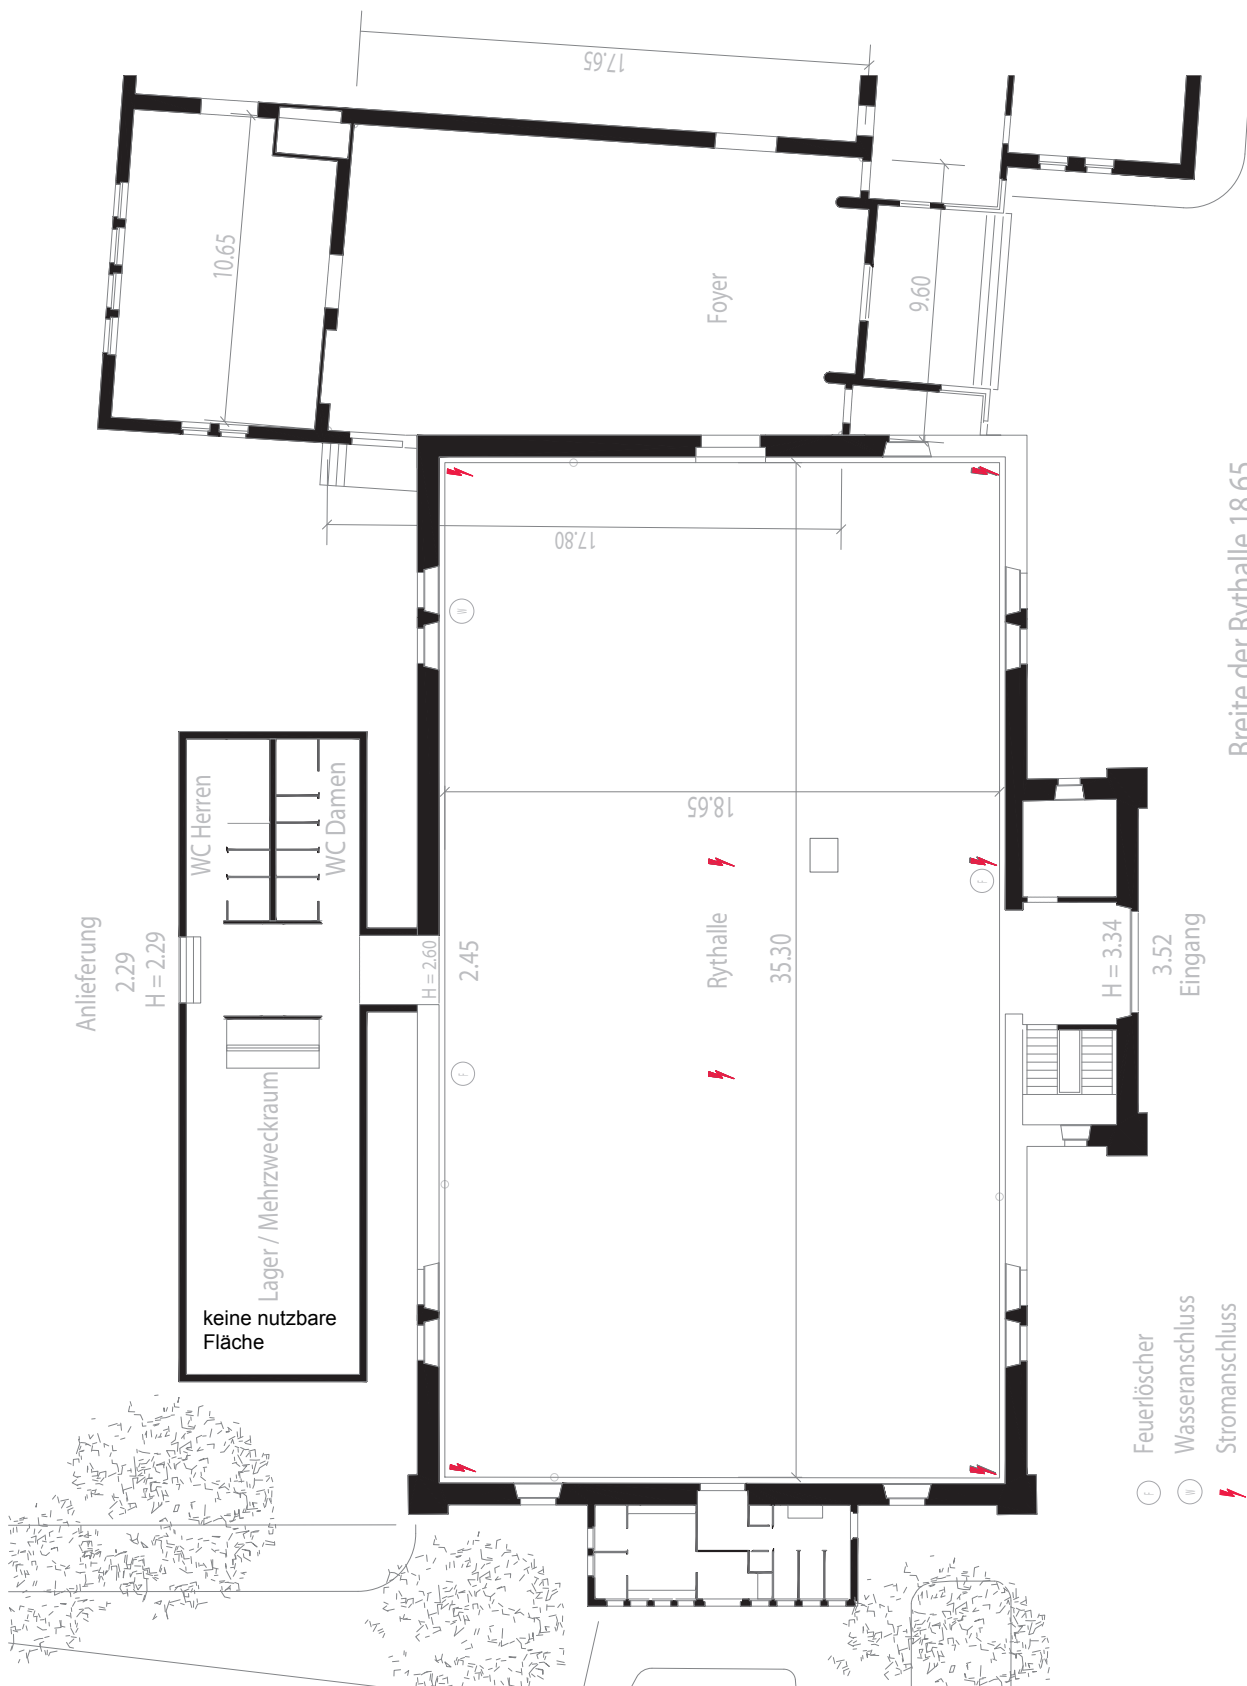 17.65
10.65
Foyer
9.60
17.80
Breite der Rythalle 18.65
W
18.65
WC Herren
WC Damen
F
Anlieferung
2.29
H = 2.29
H = 2.60
2.45
Rythalle
35.30
H = 3.34
3.52
Eingang
F
Lager / Mehrzweckraum
keine nutzbare
Fläche
F Feuerlöscher
W Wasseranschluss
Stromanschluss